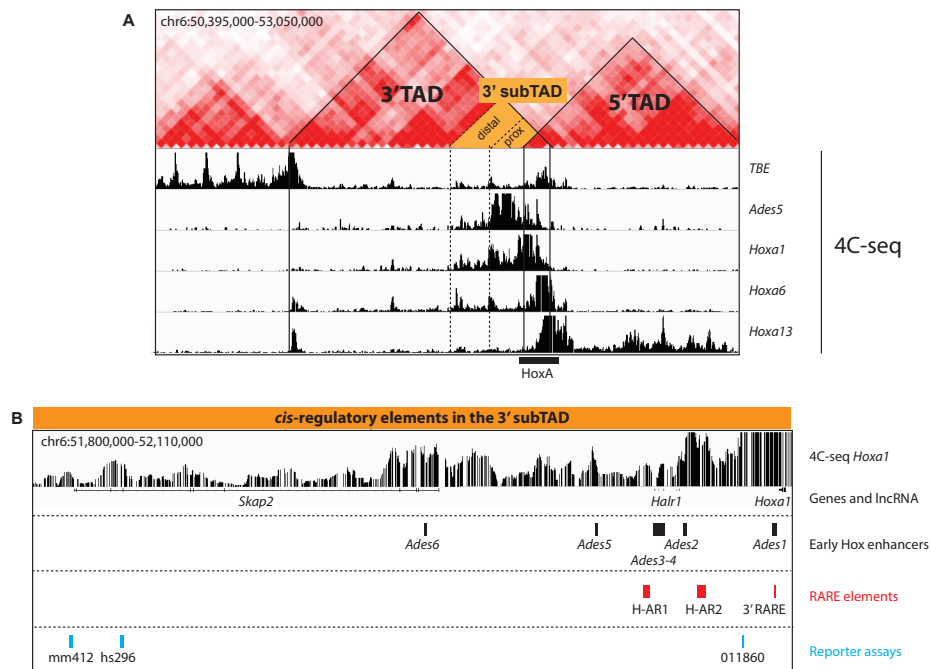 A
chr6:50,395,000-53,050,000
3'TAD
3' subTAD
5'TAD
distal
prox
TBE
Ades5
Hoxa1
Hoxa6
Hoxa13
4C-seq
HoxA
B
cis-regulatory elements in the 3' subTAD
chr6:51,800,000-52,110,000
4C-seq Hoxa1
Skap2
Halr1
Hoxa1
Genes and lncRNA
Ades6
Ades5
Ades2
Ades1
Early Hox enhancers
Ades3-4
H-AR1
H-AR2
3' RARE
RARE elements
mm412
hs296
011860
Reporter assays